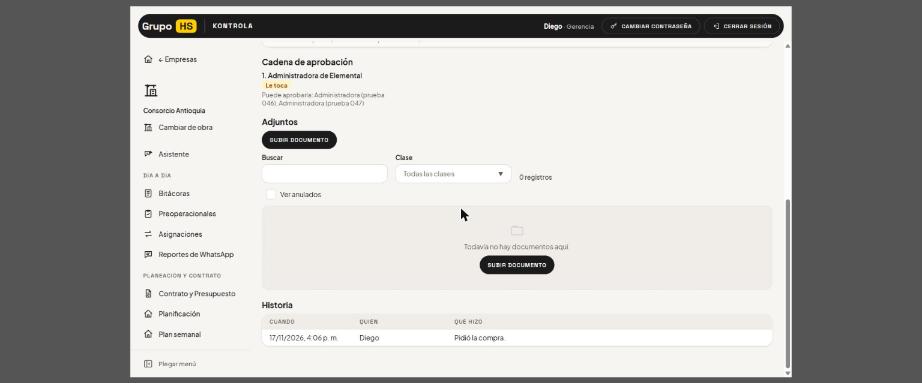 Grupo HS KONTROLA Diego · Gerencia CAMBIAR CONTRASEÑA CERRAR SESIÓN
← Empresas
Consorcio Antioquia
Cambiar de obra
Asistente
DÍA A DÍA
Bitácoras
Preoperacionales
Asignaciones
Reportes de WhatsApp
PLANEACIÓN Y CONTRATO
Contrato y Presupuesto
Planificación
Plan semanal
Plegar menú
Cadena de aprobación
1. Administradora de Elemental
Le toca
Puede aprobarla: Administradora (prueba
046), Administradora (prueba 047)
Adjuntos
SUBIR DOCUMENTO
Buscar Clase
Todas las clases 0 registros
Ver anulados
Todavía no hay documentos aquí.
SUBIR DOCUMENTO
Historia
CUÁNDO QUIÉN QUÉ HIZO
17/11/2026, 4:06 p. m. Diego Pidió la compra.